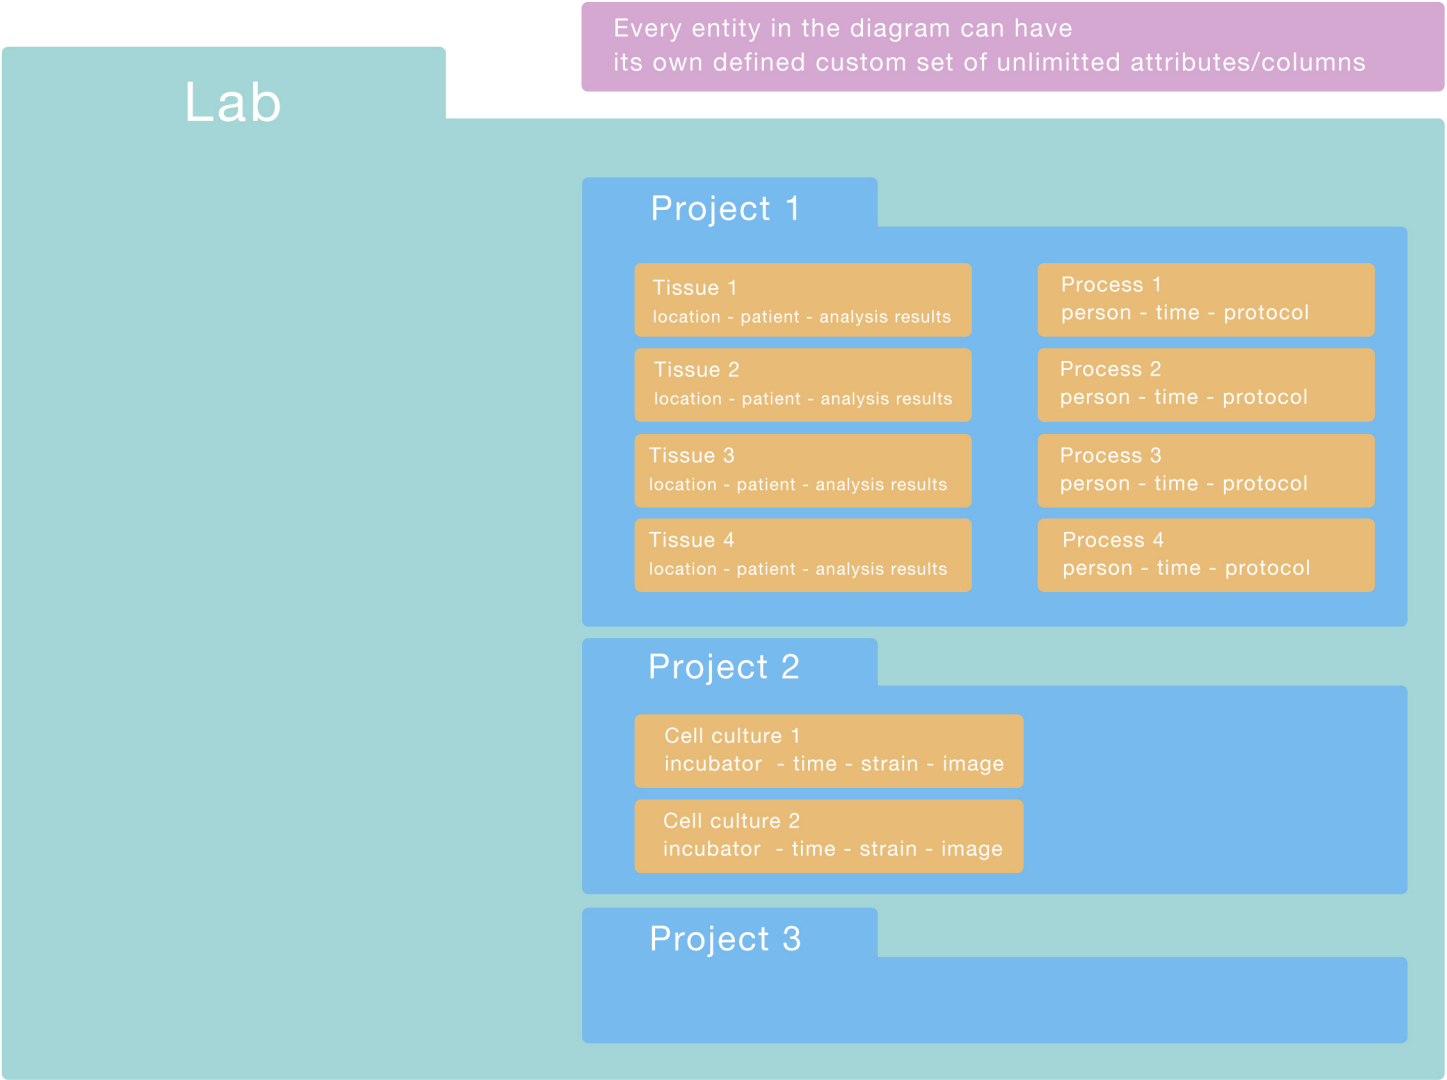 Every entity in the diagram can have
its own defined custom set of unlimitted attributes/columns
Lab
Project 1
Tissue 1
location - patient - analysis results
Tissue 2
location - patient - analysis results
Tissue 3
location - patient - analysis results
Tissue 4
location - patient - analysis results
Process 1
person - time - protocol
Process 2
person - time - protocol
Process 3
person - time - protocol
Process 4
person - time - protocol
Project 2
Cell culture 1
incubator - time - strain - image
Cell culture 2
incubator - time - strain - image
Project 3